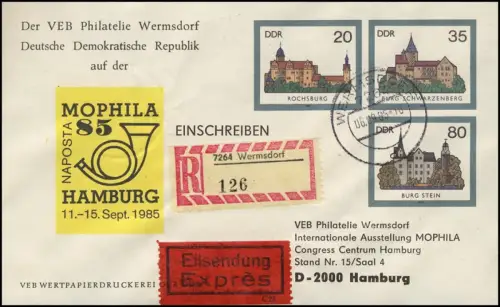 Der VEB Philatelie Wermsdorf
Deutsche Demokratische Republik
auf der
MOPHILA
NAPOSTA
85
HAMBURG
11.-15. Sept. 1985
EINSCHREIBEN
R
7264 Wermsdorf
126
Eilsendung
Exprès
VEB WERTPAPIERDRUCKEREI
DDR
20
ROCHSBURG
DDR
35
BURG SCHWARZENBERG
DDR
80
BURG STEIN
VEB Philatelie Wermsdorf
Internationale Ausstellung MOPHILA
Congress Centrum Hamburg
Stand Nr. 15/Saal 4
D-2000 Hamburg